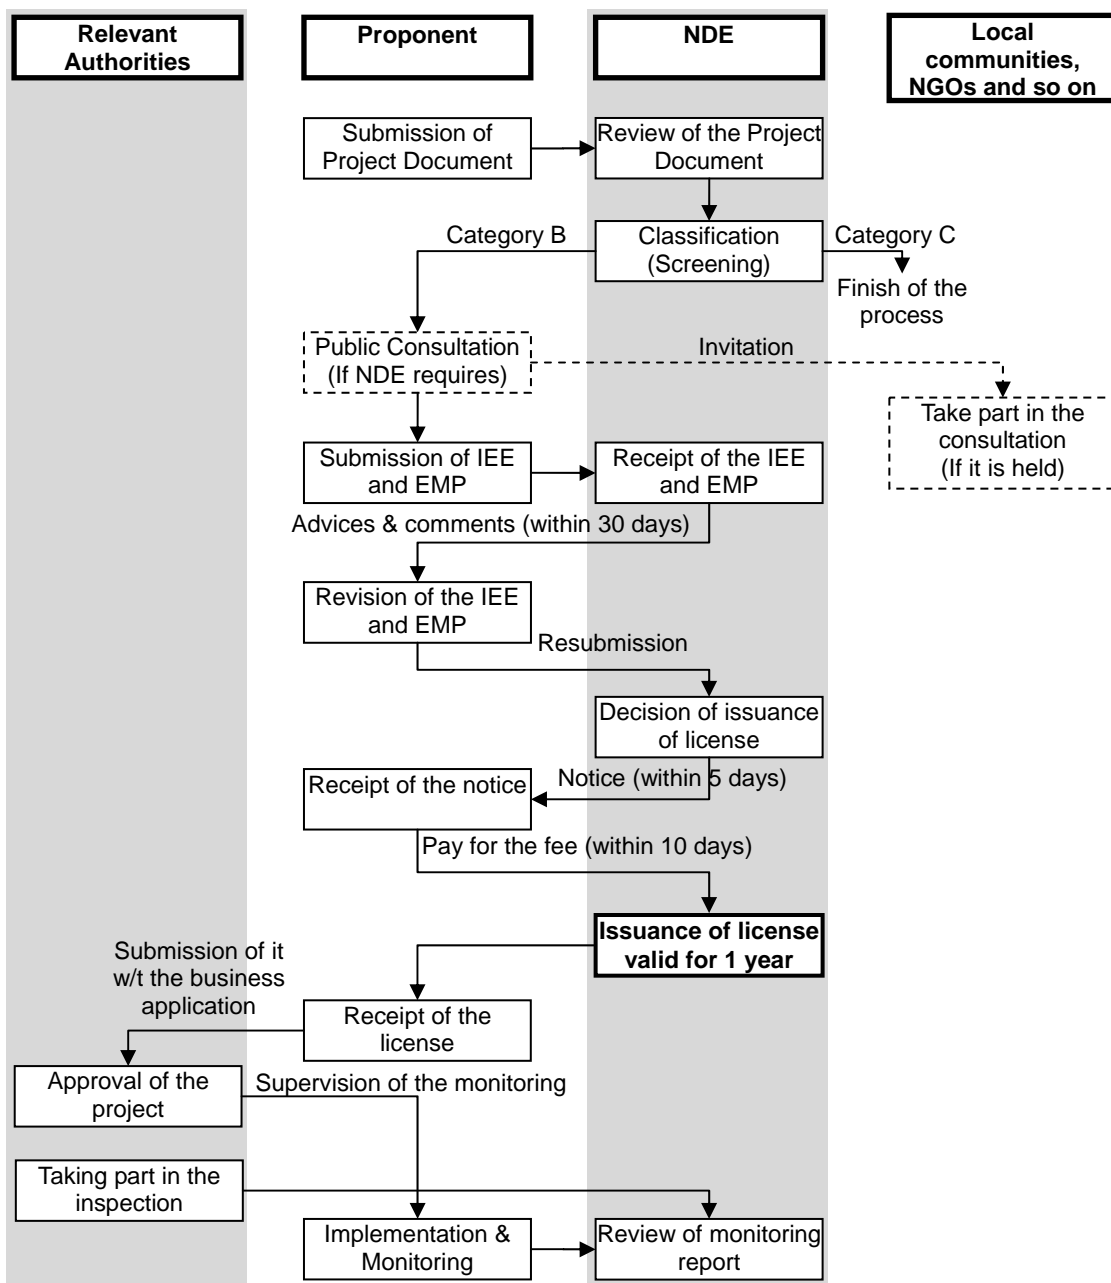 Relevant
Authorities
Proponent
NDE
Local
communities,
NGOs and so on
Submission of
Project Document
Review of the Project
Document
Category B
Classification
(Screening)
Category C
Finish of the
process
Public Consultation
(If NDE requires)
Invitation
Take part in the
consultation
(If it is held)
Submission of IEE
and EMP
Receipt of the IEE
and EMP
Advices & comments (within 30 days)
Revision of the IEE
and EMP
Resubmission
Decision of issuance
of license
Notice (within 5 days)
Receipt of the notice
Pay for the fee (within 10 days)
Issuance of license
valid for 1 year
Submission of it
w/t the business
application
Receipt of the
license
Approval of the
project
Supervision of the monitoring
Taking part in the
inspection
Implementation &
Monitoring
Review of monitoring
report